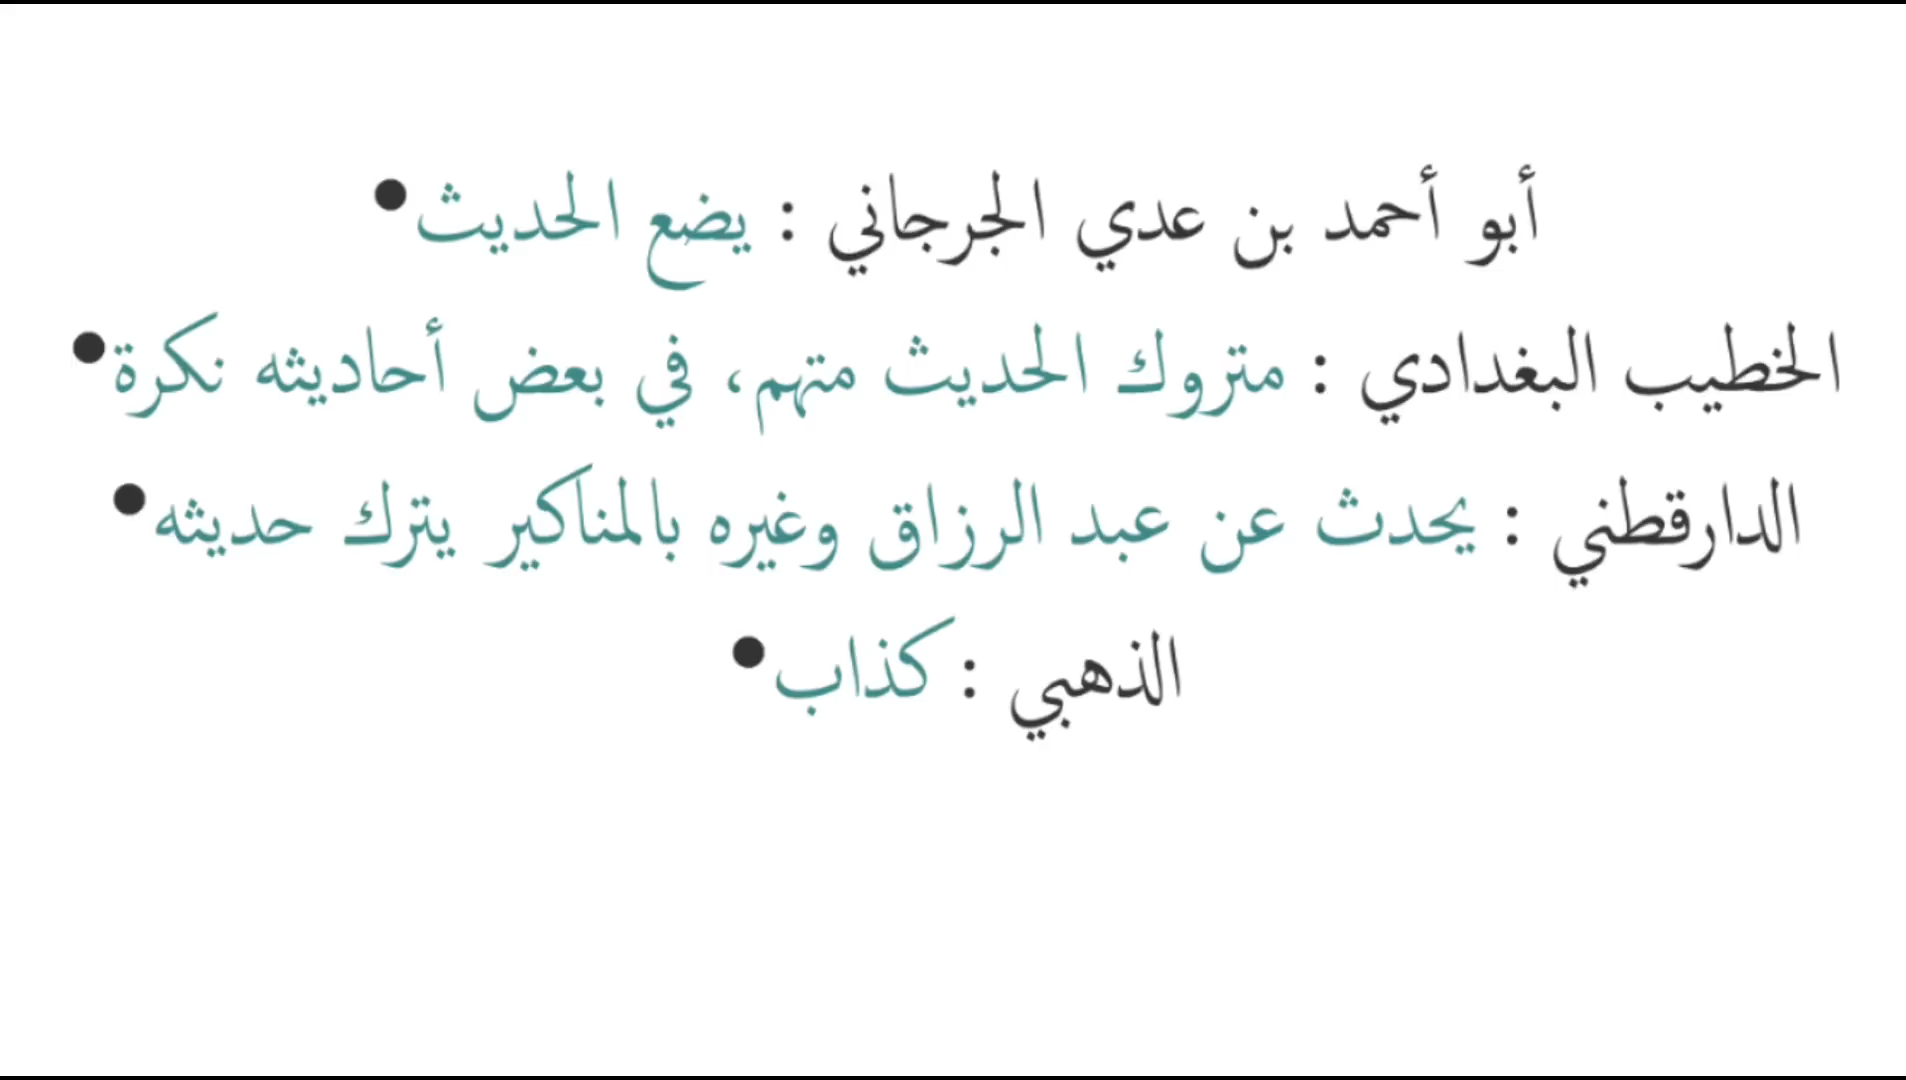 أبو أحمد بن عدي الجرجاني : يضع الحديث•
الخطيب البغدادي : متروك الحديث متهم، في بعض أحاديثه نكرة•
الدارقطني : يحدث عن عبد الرزاق وغيره بالمناكير يترك حديثه•
الذهبي : كذاب•